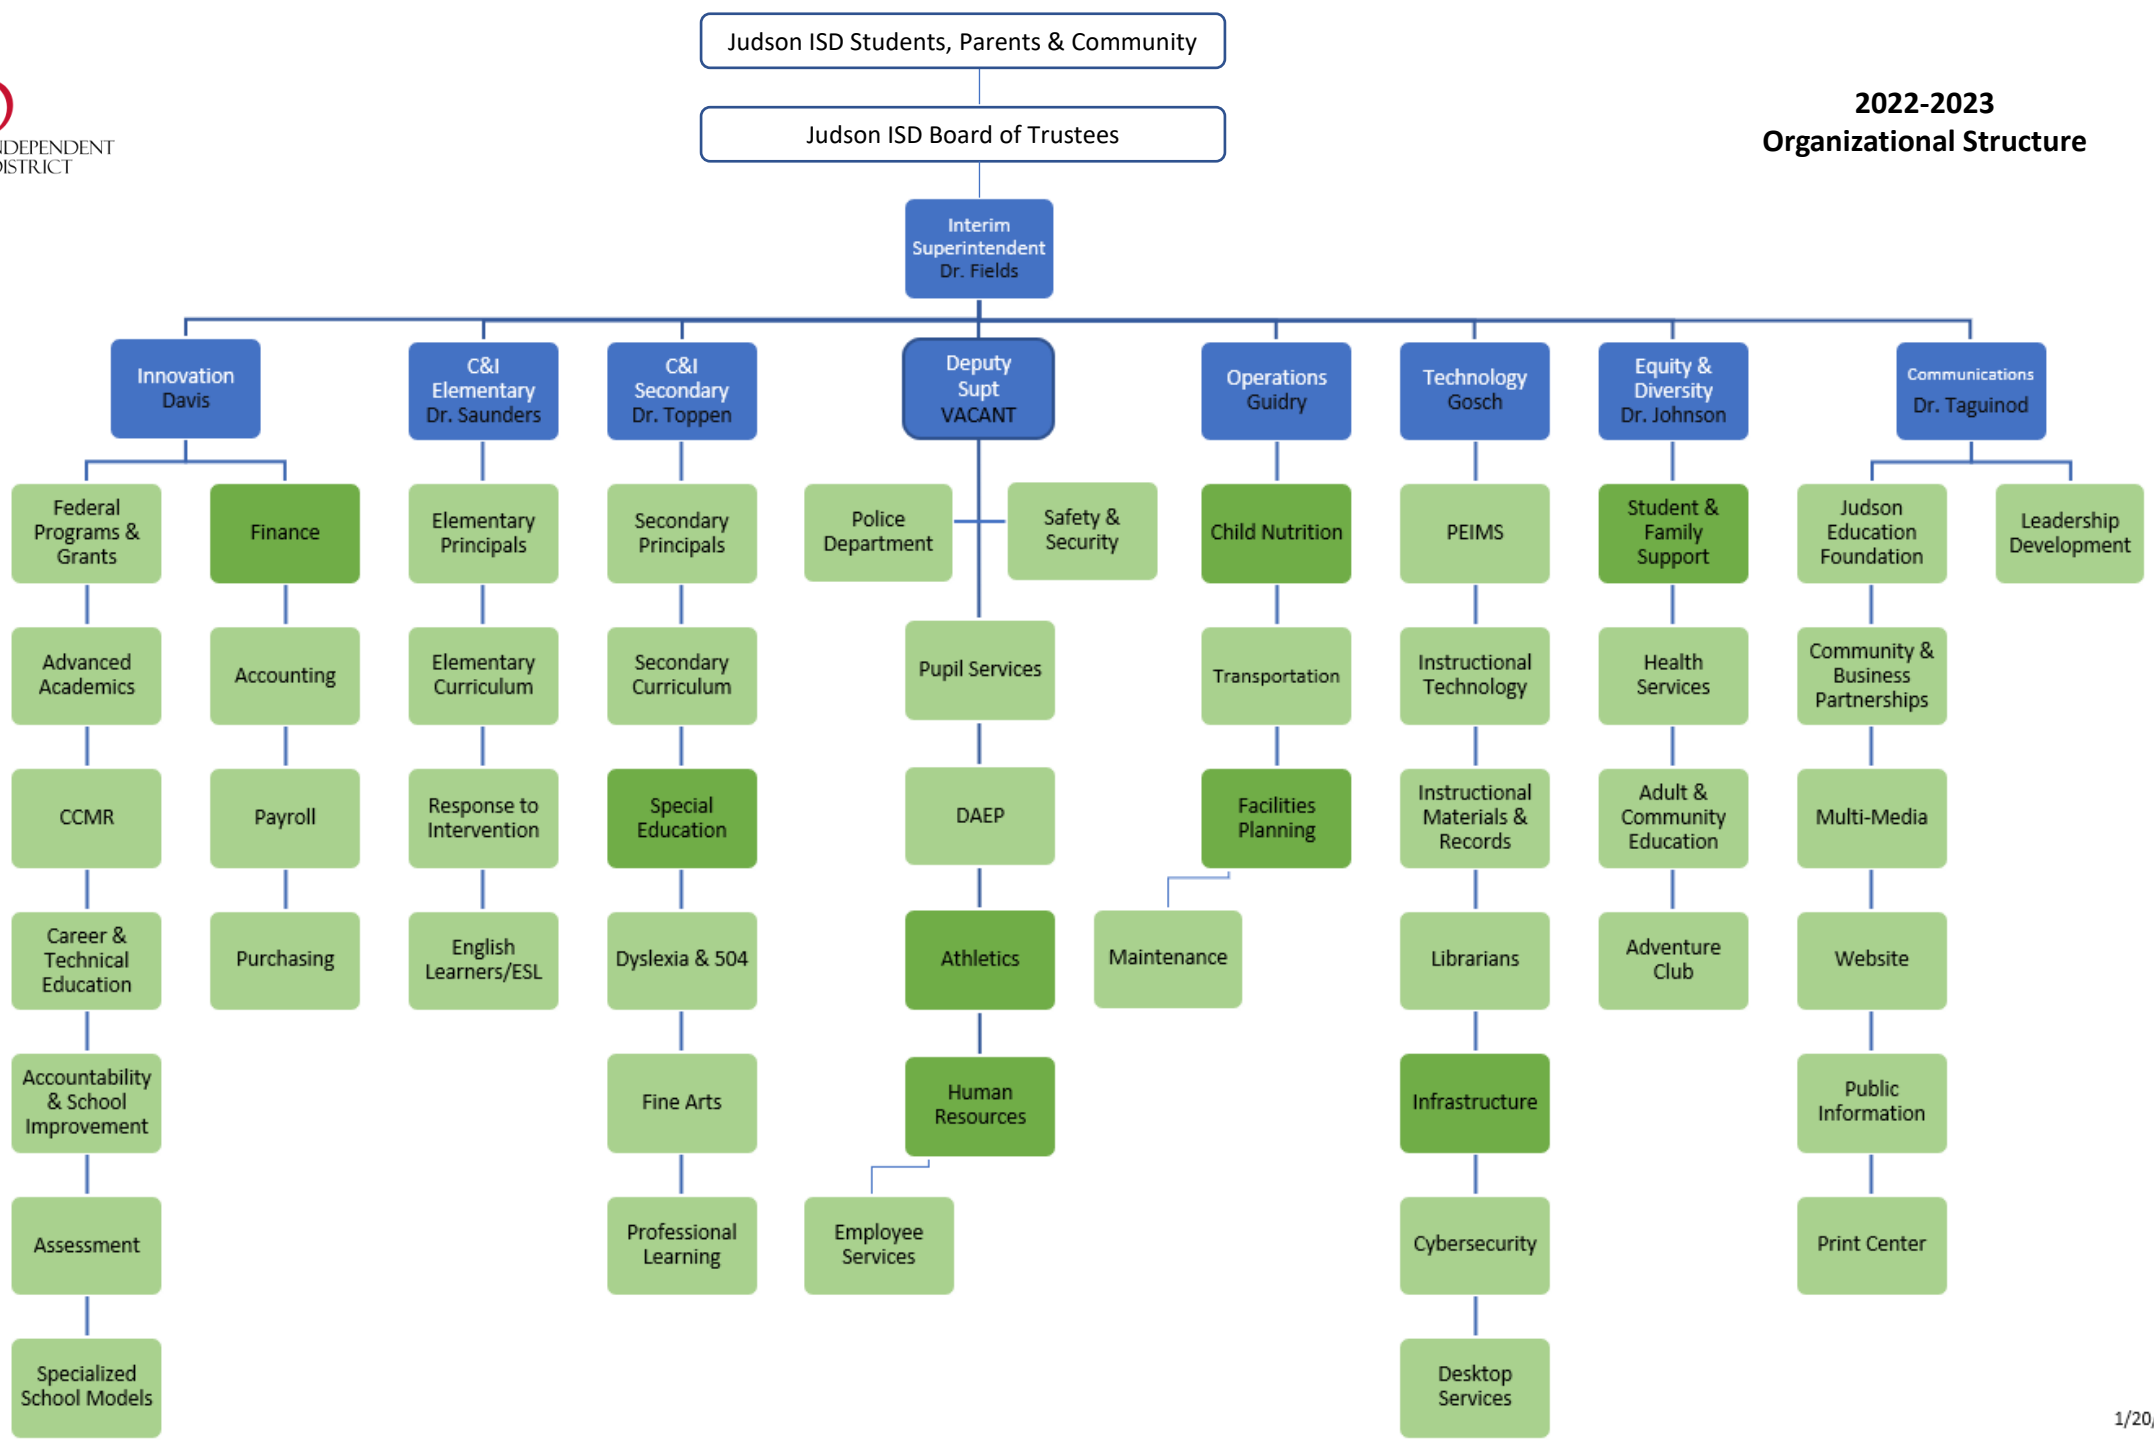 Judson ISD Students, Parents & Community
Judson ISD Board of Trustees
NDEPENDENT
DISTRICT
2022-2023
Organizational Structure
Interim
Superintendent
Dr. Fields
Innovation
Davis
C&I
Elementary
Dr. Saunders
C&I
Secondary
Dr. Toppen
Deputy
Supt
VACANT
Operations
Guidry
Technology
Gosch
Equity &
Diversity
Dr. Johnson
Communications
Dr. Taguinod
Federal
Programs &
Grants
Finance
Elementary
Principals
Secondary
Principals
Police
Department
Safety &
Security
Child Nutrition
PEIMS
Student &
Family
Support
Judson
Education
Foundation
Leadership
Development
Advanced
Academics
Accounting
Elementary
Curriculum
Secondary
Curriculum
Pupil Services
Transportation
Instructional
Technology
Health
Services
Community &
Business
Partnerships
CCMR
Payroll
Response to
Intervention
Special
Education
DAEP
Facilities
Planning
Instructional
Materials &
Records
Adult &
Community
Education
Multi-Media
Career &
Technical
Education
Purchasing
English
Learners/ESL
Dyslexia & 504
Athletics
Maintenance
Librarians
Adventure
Club
Website
Accountability
& School
Improvement
Fine Arts
Human
Resources
Infrastructure
Public
Information
Assessment
Professional
Learning
Employee
Services
Cybersecurity
Print Center
Specialized
School Models
Desktop
Services
1/20/